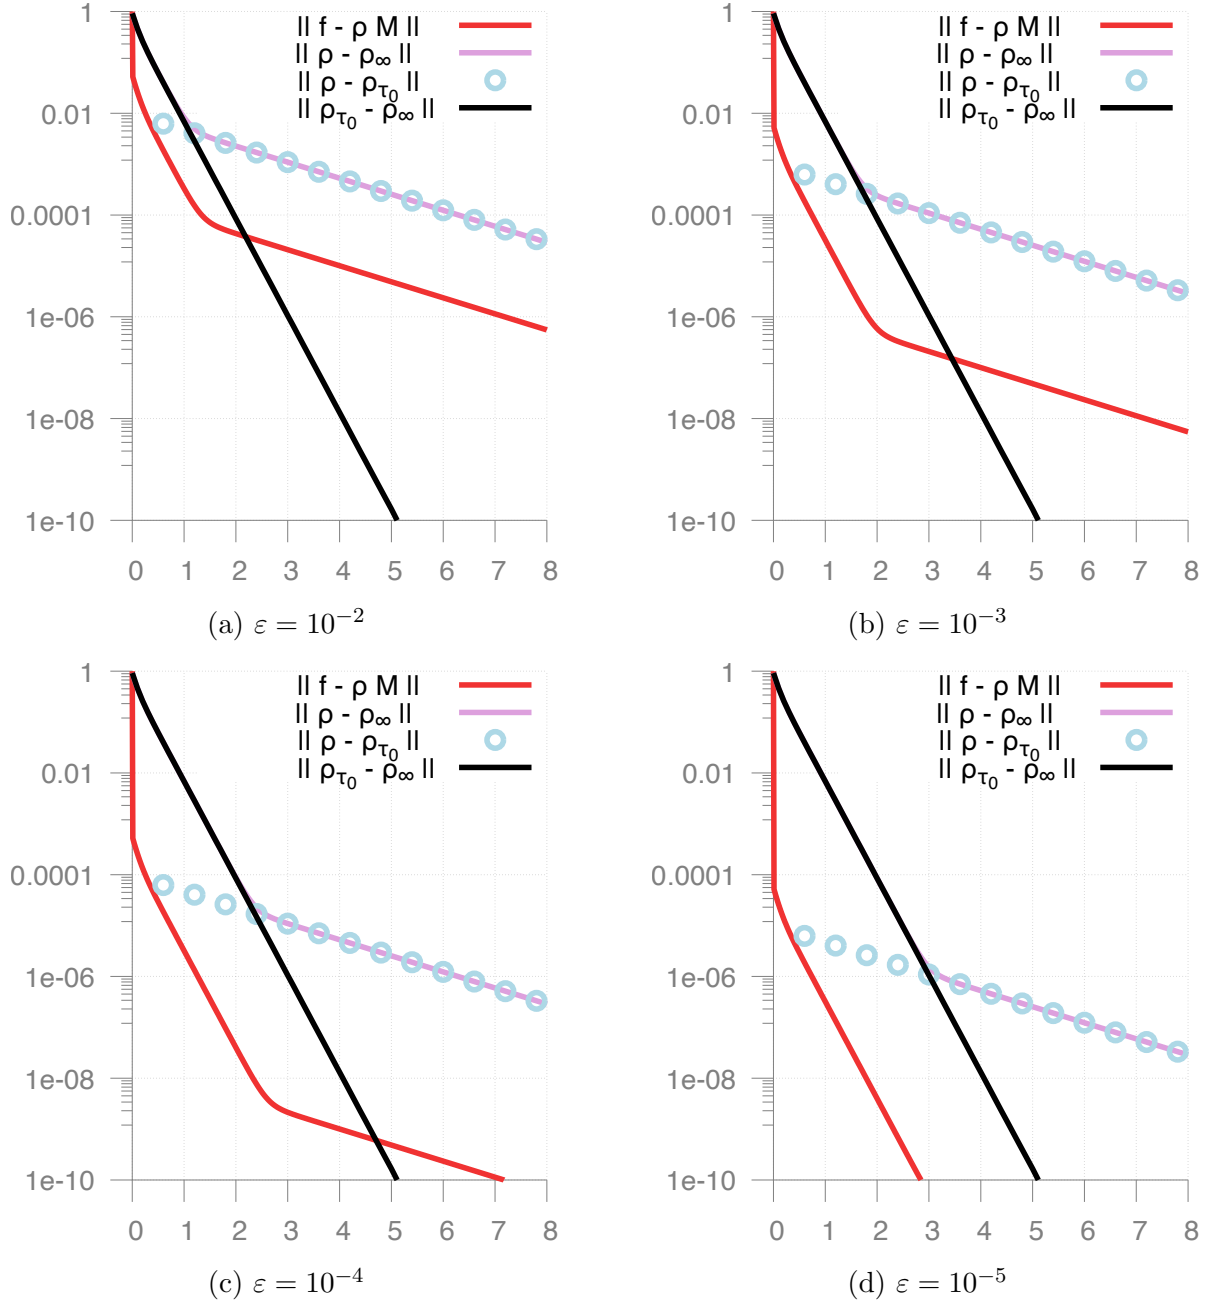 1
0.01
0.0001
1e-06
1e-08
1e-10
0 1 2 3 4 5 6 7 8
|| f - ρ M ||
|| ρ - ρ∞ ||
|| ρ - ρτ₀ ||
|| ρτ₀ - ρ∞ ||
(a) ε = 10⁻²
1
0.01
0.0001
1e-06
1e-08
1e-10
0 1 2 3 4 5 6 7 8
|| f - ρ M ||
|| ρ - ρ∞ ||
|| ρ - ρτ₀ ||
|| ρτ₀ - ρ∞ ||
(b) ε = 10⁻³
1
0.01
0.0001
1e-06
1e-08
1e-10
0 1 2 3 4 5 6 7 8
|| f - ρ M ||
|| ρ - ρ∞ ||
|| ρ - ρτ₀ ||
|| ρτ₀ - ρ∞ ||
(c) ε = 10⁻⁴
1
0.01
0.0001
1e-06
1e-08
1e-10
0 1 2 3 4 5 6 7 8
|| f - ρ M ||
|| ρ - ρ∞ ||
|| ρ - ρτ₀ ||
|| ρτ₀ - ρ∞ ||
(d) ε = 10⁻⁵